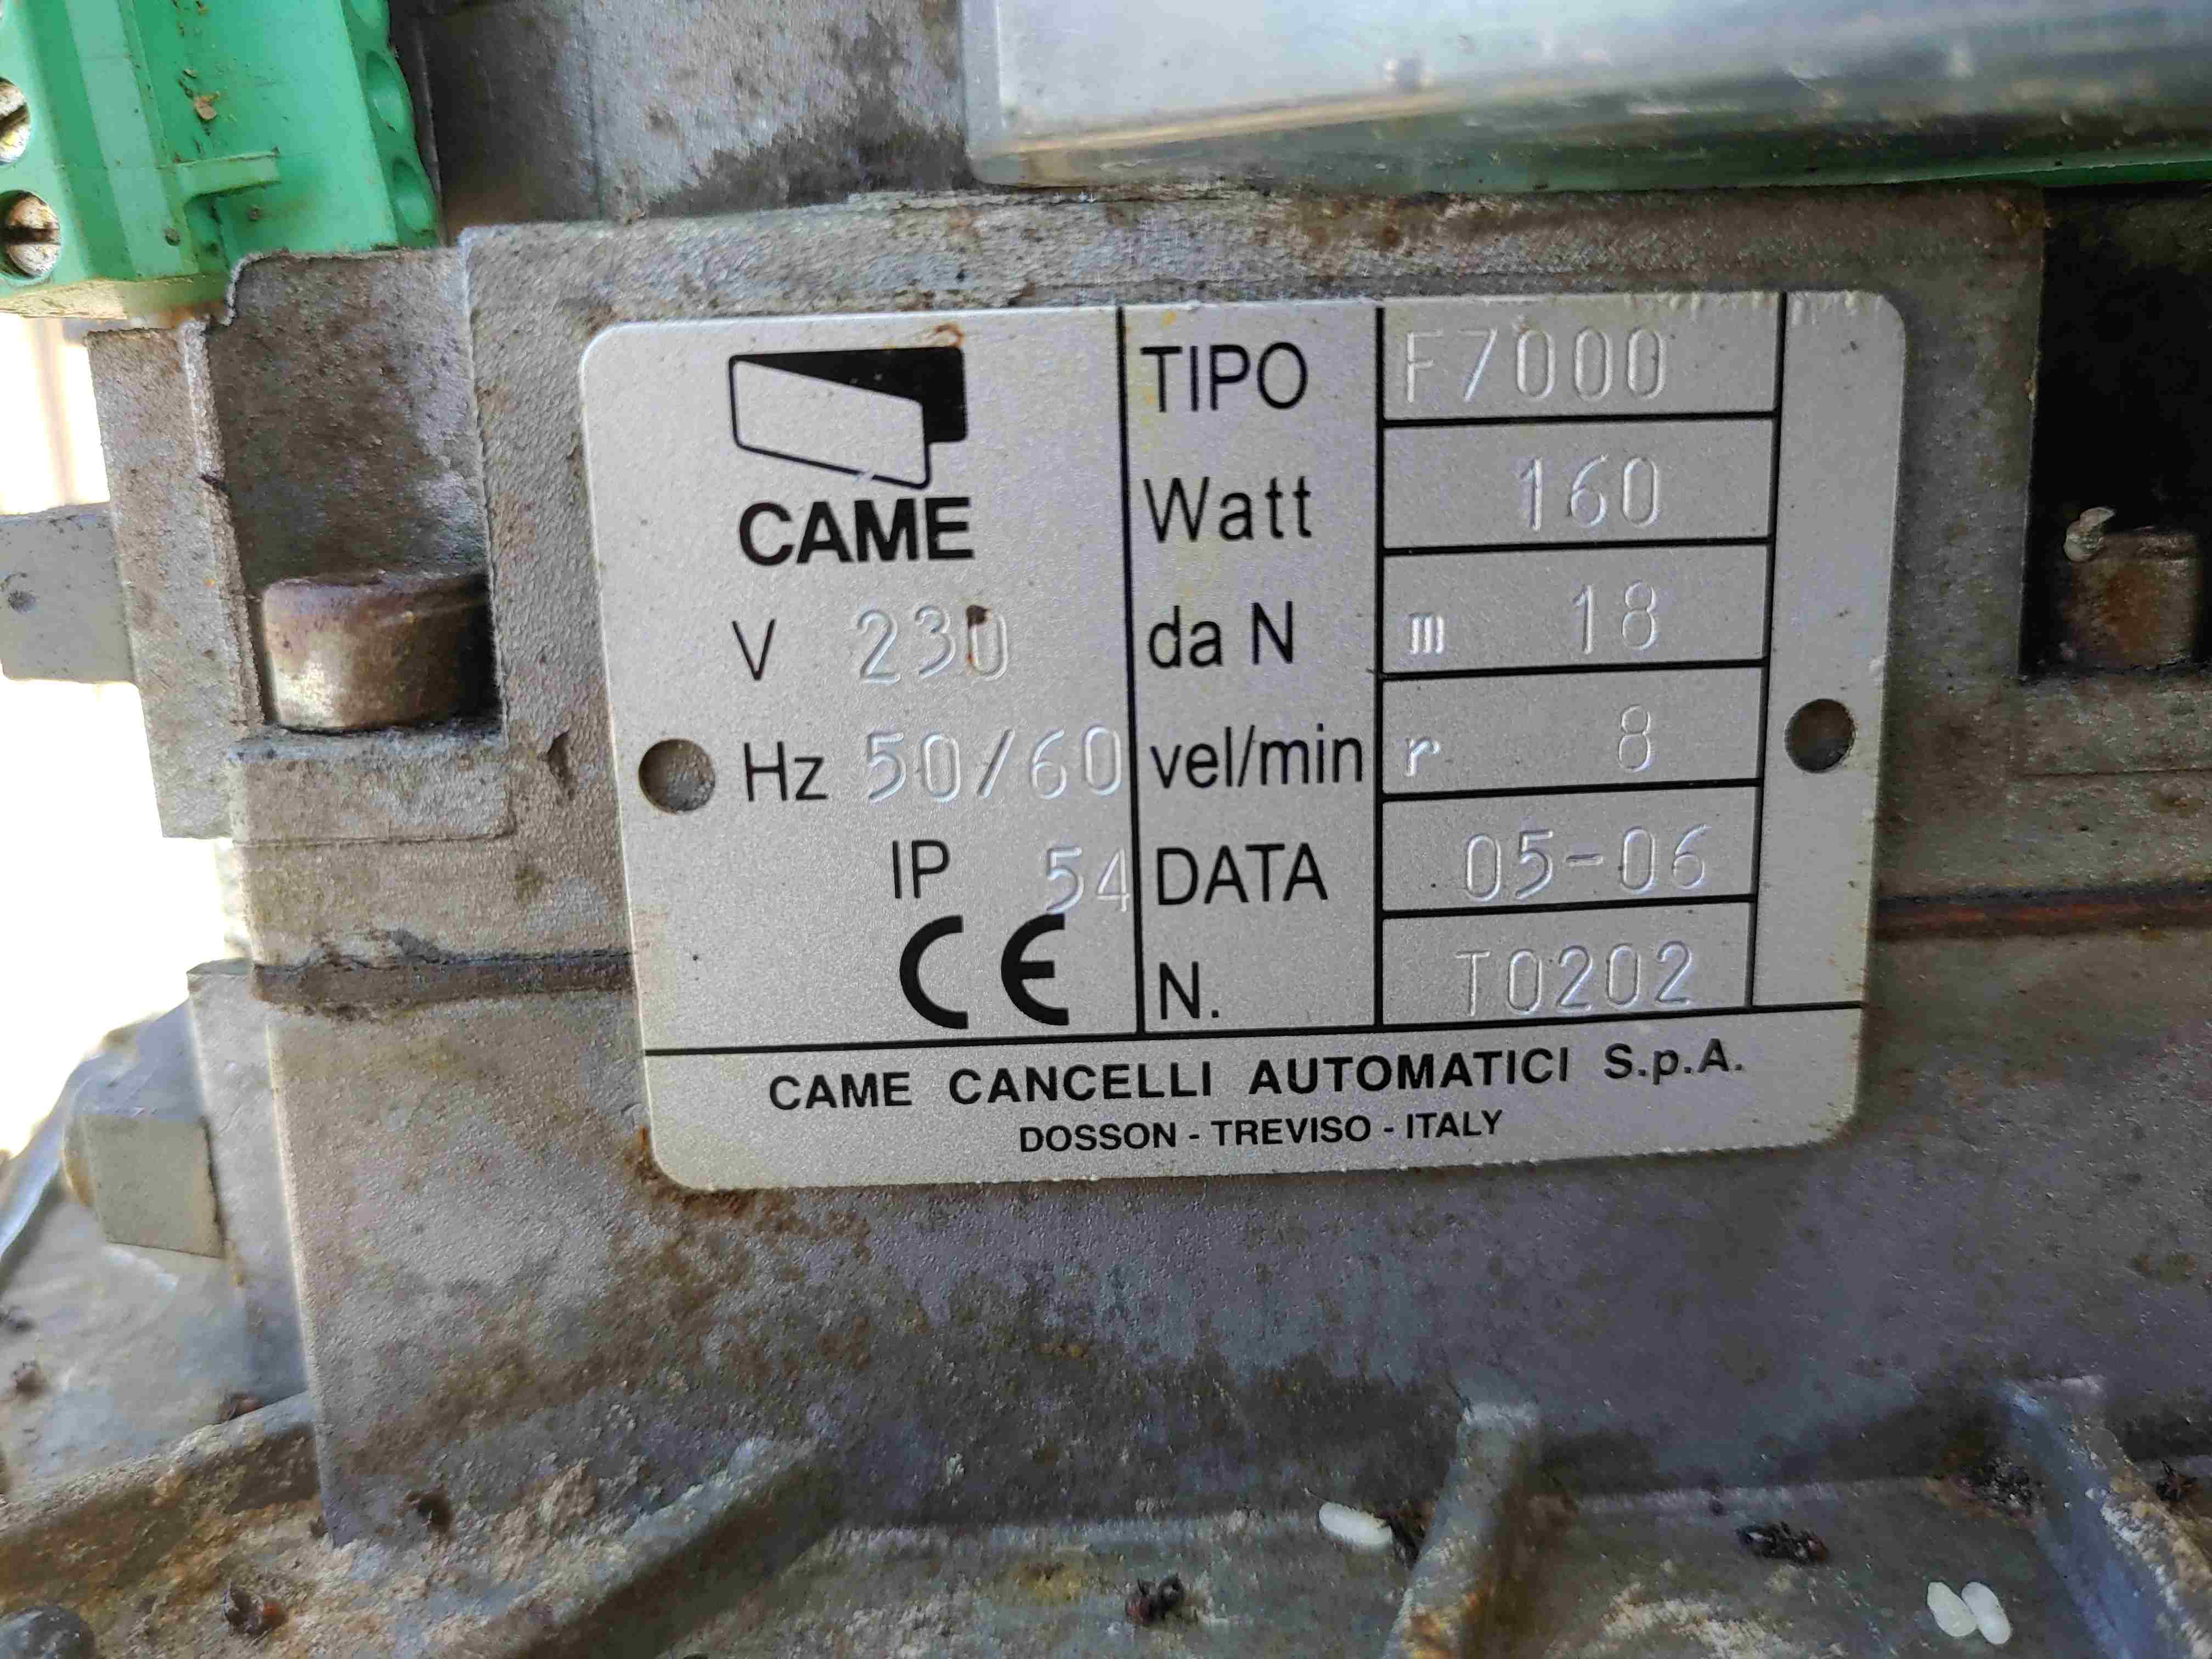 CAME
V 230
Hz 50/60
IP 54
CE
TIPO F7000
Watt 160
da N m 18
vel/min r 8
DATA 05-06
N. T0202
CAME CANCELLI AUTOMATICI S.p.A.
DOSSON - TREVISO - ITALY